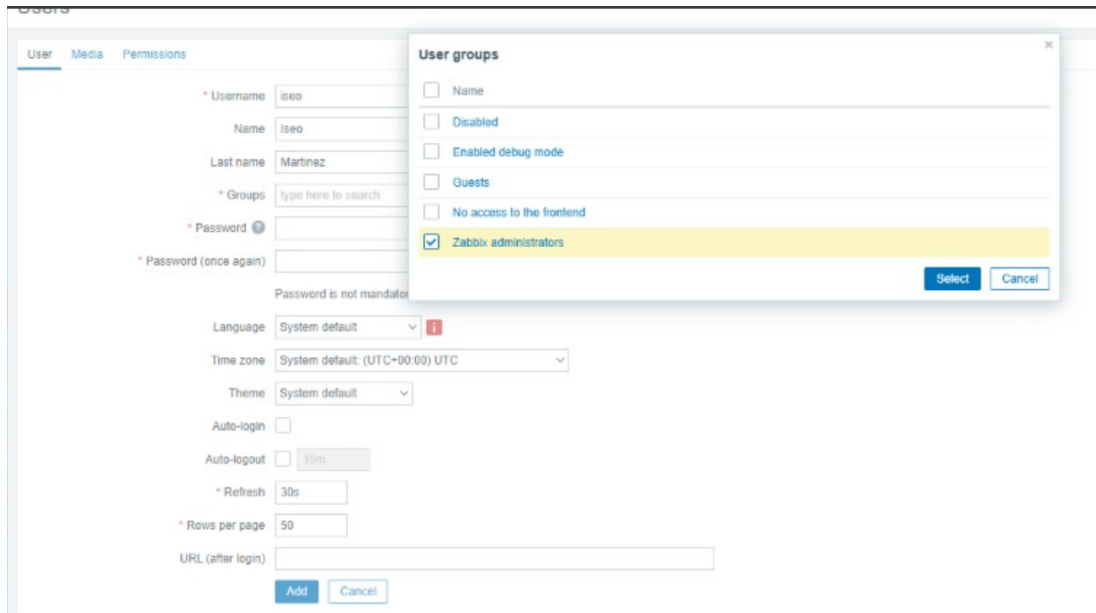 Users
User Media Permissions
* Username iseo
Name Iseo
Last name Martinez
* Groups type here to search
* Password ?
* Password (once again)
Password is not mandator
Language System default i
Time zone System default: (UTC+00:00) UTC
Theme System default
Auto-login
Auto-logout 15m
* Refresh 30s
* Rows per page 50
URL (after login)
Add Cancel
User groups ×
Name
Disabled
Enabled debug mode
Guests
No access to the frontend
Zabbix administrators
Select Cancel